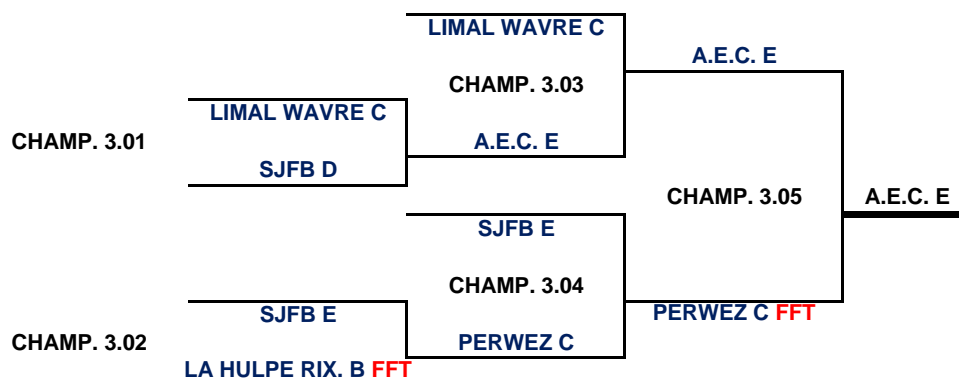 LIMAL WAVRE C
A.E.C. E
CHAMP. 3.03
LIMAL WAVRE C
CHAMP. 3.01
A.E.C. E
SJFB D
CHAMP. 3.05
A.E.C. E
SJFB E
CHAMP. 3.04
SJFB E
PERWEZ C FFT
CHAMP. 3.02
PERWEZ C
LA HULPE RIX. B FFT